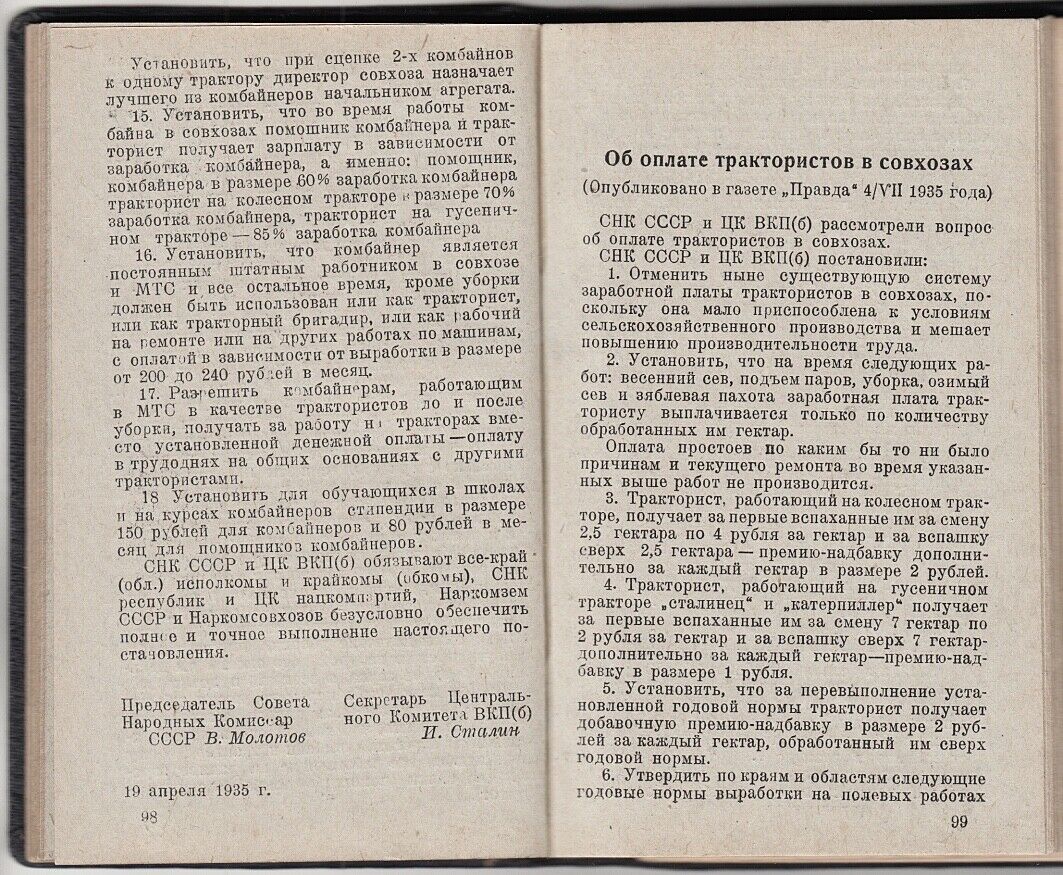 Установить, что при сцепке 2-х комбайнов
к одному трактору директор совхоза назначает
лучшего из комбайнеров начальником агрегата.
15. Установить, что во время работы ком-
байна в совхозах помошник комбайнера и трак-
торист получает зарплату в зависимости от
заработка комбайнера, а именно: помощник,
комбайнера в размере 60% заработка комбайнера
тракторист на колесном тракторе в размере 70%
заработка комбайнера, тракторист на гусенич-
ном тракторе — 85% заработка комбайнера
16. Установить, что комбайнер является
постоянным штатным работником в совхозе
и МТС и все остальное время, кроме уборки
должен быть использован или как тракторист,
или как тракторный бригадир, или как рабочий
на ремонте или на других работах по машинам,
с оплатой в зависимости от выработки в размере
от 200 до 240 рублей в месяц.
17. Разрешить комбайнерам, работающим
в МТС в качестве трактористов до и после
уборки, получать за работу на тракторах вме-
сто установленной денежной оплаты — оплату
в трудоднях на общих основаниях с другими
трактористами.
18 Установить для обучающихся в школах
и на курсах комбайнеров стипендии в размере
150 рублей для комбайнеров и 80 рублей в ме-
сяц для помощников комбайнеров.
СНК СССР и ЦК ВКП(б) обязывают все край
(обл.) исполкомы и крайкомы (обкомы), СНК
республик и ЦК нацкомпартий, Наркомзем
СССР и Наркомсовхозов безусловно обеспечить
полное и точное выполнение настоящего по-
становления.
Председатель Совета
Народных Комиссар
СССР В. Молотов
Секретарь Централь-
ного Комитета ВКП(б)
И. Сталин
19 апреля 1935 г.
98
Об оплате трактористов в совхозах
(Опубликовано в газете „Правда“ 4/VII 1935 года)
СНК СССР и ЦК ВКП(б) рассмотрели вопрос
об оплате трактористов в совхозах.
СНК СССР и ЦК ВКП(б) постановили:
1. Отменить ныне существующую систему
заработной платы трактористов в совхозах, по-
скольку она мало приспособлена к условиям
сельскохозяйственного производства и мешает
повышению производительности труда.
2. Установить, что на время следующих ра-
бот: весенний сев, подъем паров, уборка, озимый
сев и зяблевая пахота заработная плата трак-
тористу выплачивается только по количеству
обработанных им гектар.
Оплата простоев по каким бы то ни было
причинам и текущего ремонта во время указан-
ных выше работ не производится.
3. Тракторист, работающий на колесном трак-
торе, получает за первые вспаханные им за смену
2,5 гектара по 4 рубля за гектар и за вспашку
сверх 2,5 гектара — премию-надбавку дополни-
тельно за каждый гектар в размере 2 рублей.
4. Тракторист, работающий на гусеничном
тракторе „сталинец“ и „катерпиллер“ получает
за первые вспаханные им за смену 7 гектар по
2 рубля за гектар и за вспашку сверх 7 гектар-
дополнительно за каждый гектар—премию-над-
бавку в размере 1 рубля.
5. Установить, что за перевыполнение уста-
новленной годовой нормы тракторист получает
добавочную премию-надбавку в размере 2 руб-
лей за каждый гектар, обработанный им сверх
годовой нормы.
6. Утвердить по краям и областям следующие
годовые нормы выработки на полевых работах
99